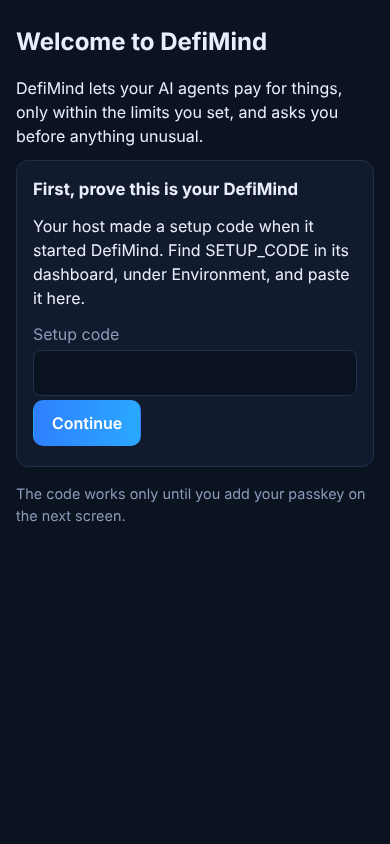 Welcome to DefiMind
DefiMind lets your AI agents pay for things,
only within the limits you set, and asks you
before anything unusual.
First, prove this is your DefiMind
Your host made a setup code when it
started DefiMind. Find SETUP_CODE in its
dashboard, under Environment, and paste
it here.
Setup code
Continue
The code works only until you add your passkey on
the next screen.